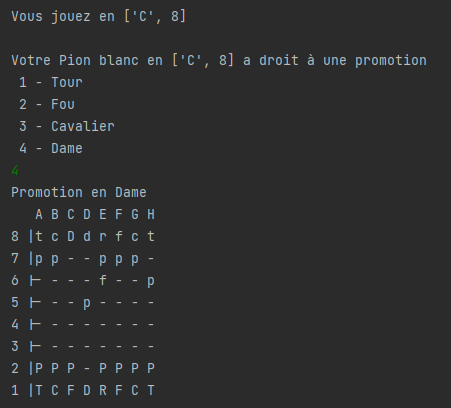 Vous jouez en ['C', 8]

Votre Pion blanc en ['C', 8] a droit à une promotion
 1 - Tour
 2 - Fou
 3 - Cavalier
 4 - Dame
4
Promotion en Dame
   A B C D E F G H
8 |t c D d r f c t
7 |p p - - p p p -
6 |- - - - f - - p
5 |- - - p - - - -
4 |- - - - - - - -
3 |- - - - - - - -
2 |P P P - P P P P
1 |T C F D R F C T